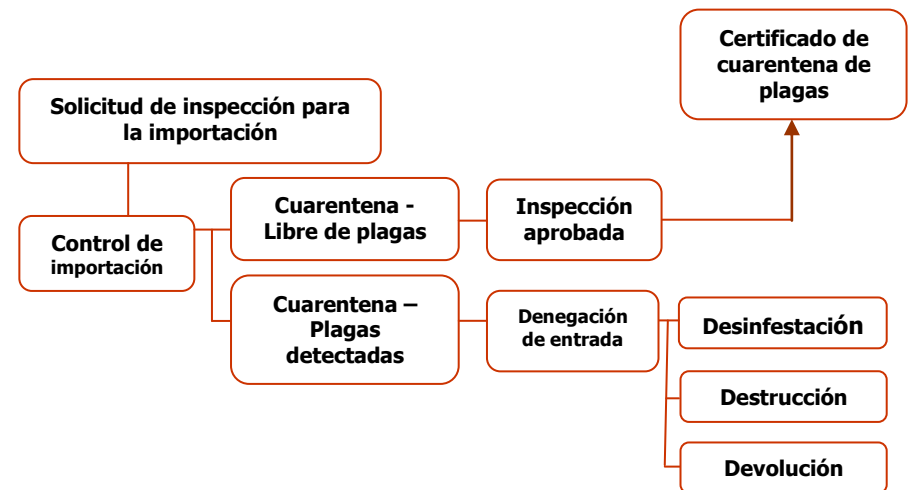 Certificado de
cuarentena de
plagas
Solicitud de inspección para
la importación
Control de
importación
Cuarentena -
Libre de plagas
Inspección
aprobada
Cuarentena –
Plagas
detectadas
Denegación
de entrada
Desinfestación
Destrucción
Devolución